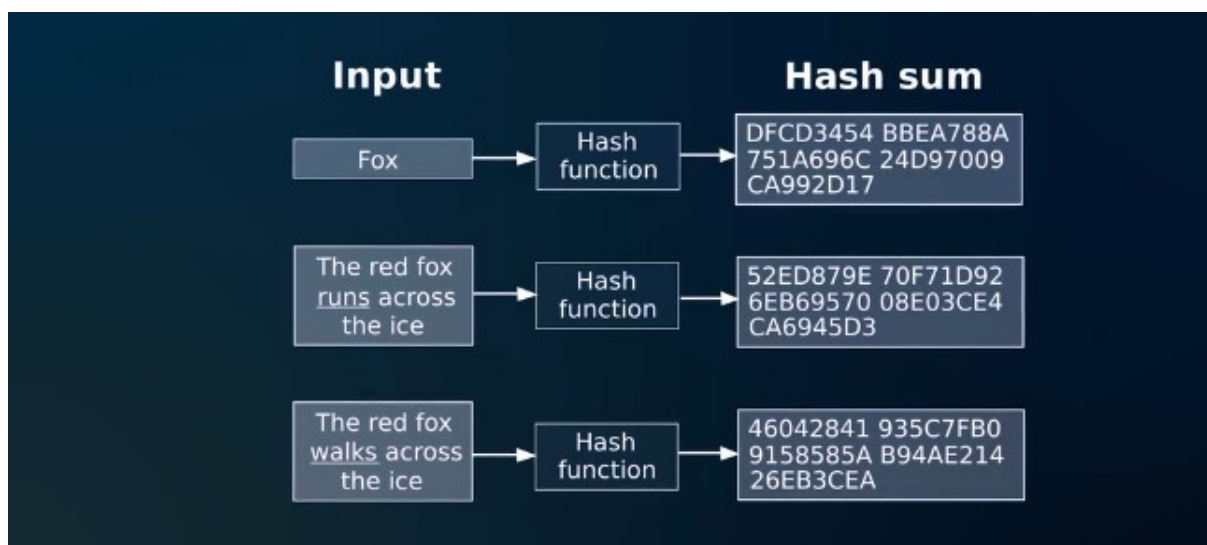 Input
Hash sum
Fox
Hash
function
DFCD3454 BBEA788A
751A696C 24D97009
CA992D17
The red fox
runs across
the ice
Hash
function
52ED879E 70F71D92
6EB69570 08E03CE4
CA6945D3
The red fox
walks across
the ice
Hash
function
46042841 935C7FB0
9158585A B94AE214
26EB3CEA